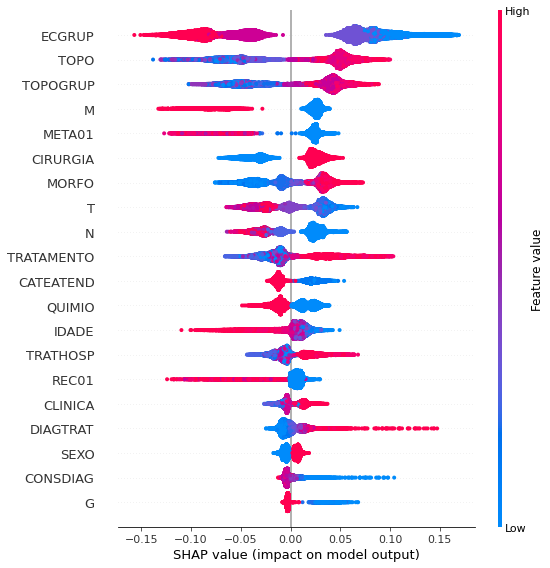 High
ECGRUP
TOPO
TOPOGRUP
M
META01
CIRURGIA
MORFO
T
N
TRATAMENTO
CATEATEND
QUIMIO
IDADE
TRATHOSP
REC01
CLINICA
DIAGTRAT
SEXO
CONSDIAG
G
Feature value
Low
−0.15 −0.10 −0.05 0.00 0.05 0.10 0.15
SHAP value (impact on model output)